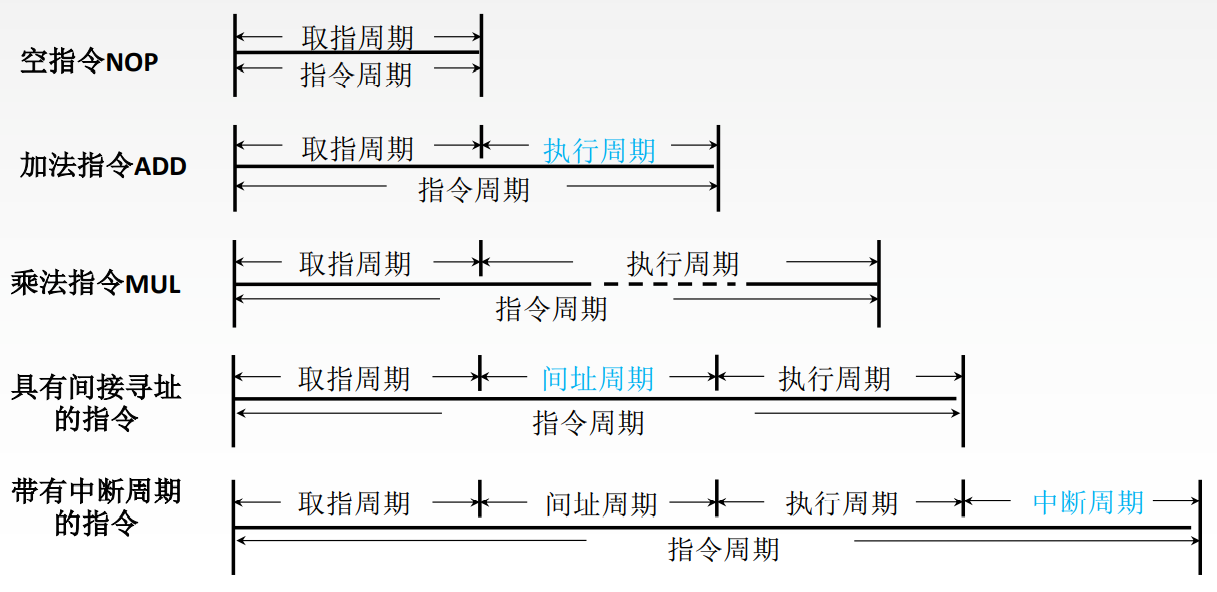 空指令NOP
取指周期
指令周期
加法指令ADD
取指周期
执行周期
指令周期
乘法指令MUL
取指周期
执行周期
指令周期
具有间接寻址
的指令
取指周期
间址周期
执行周期
指令周期
带有中断周期
的指令
取指周期
间址周期
执行周期
中断周期
指令周期